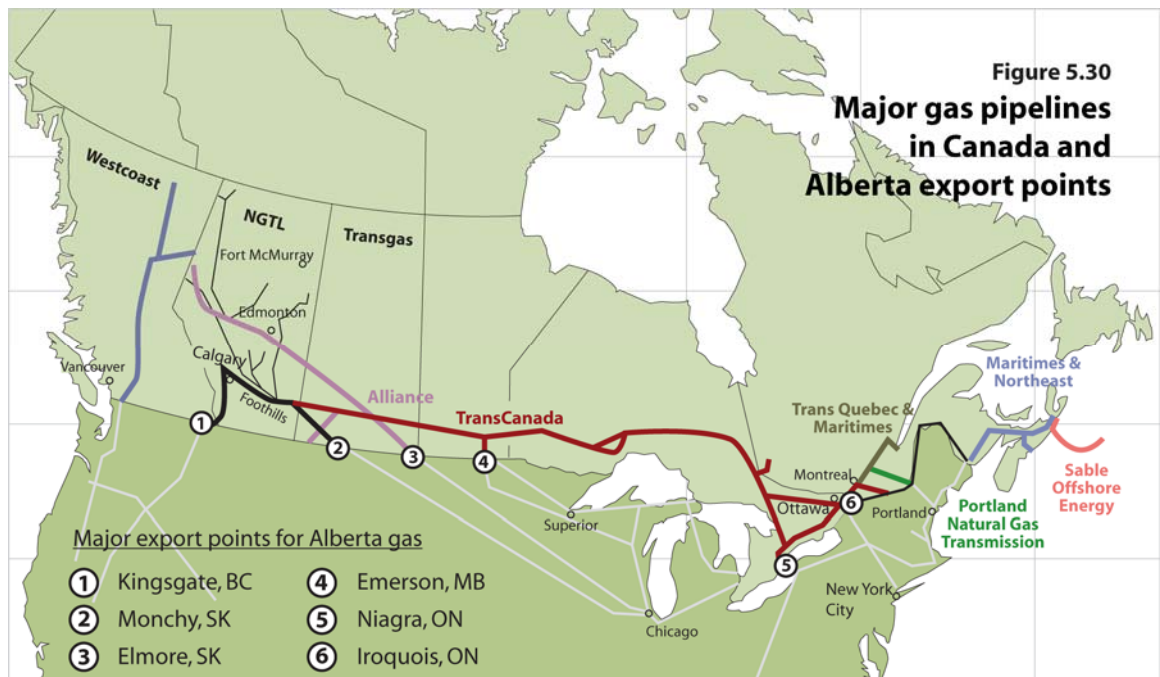 Figure 5.30
Major gas pipelines
in Canada and
Alberta export points
Westcoast
NGTL
Transgas
Fort McMurray
Edmonton
Calgary
Vancouver
Foothills
Alliance
TransCanada
Maritimes &
Northeast
Trans Quebec &
Maritimes
Montreal
Ottawa
Portland
Sable
Offshore
Energy
Portland
Natural Gas
Transmission
Superior
New York
City
Chicago
1
2
3
4
5
6
Major export points for Alberta gas
1 Kingsgate, BC
2 Monchy, SK
3 Elmore, SK
4 Emerson, MB
5 Niagra, ON
6 Iroquois, ON